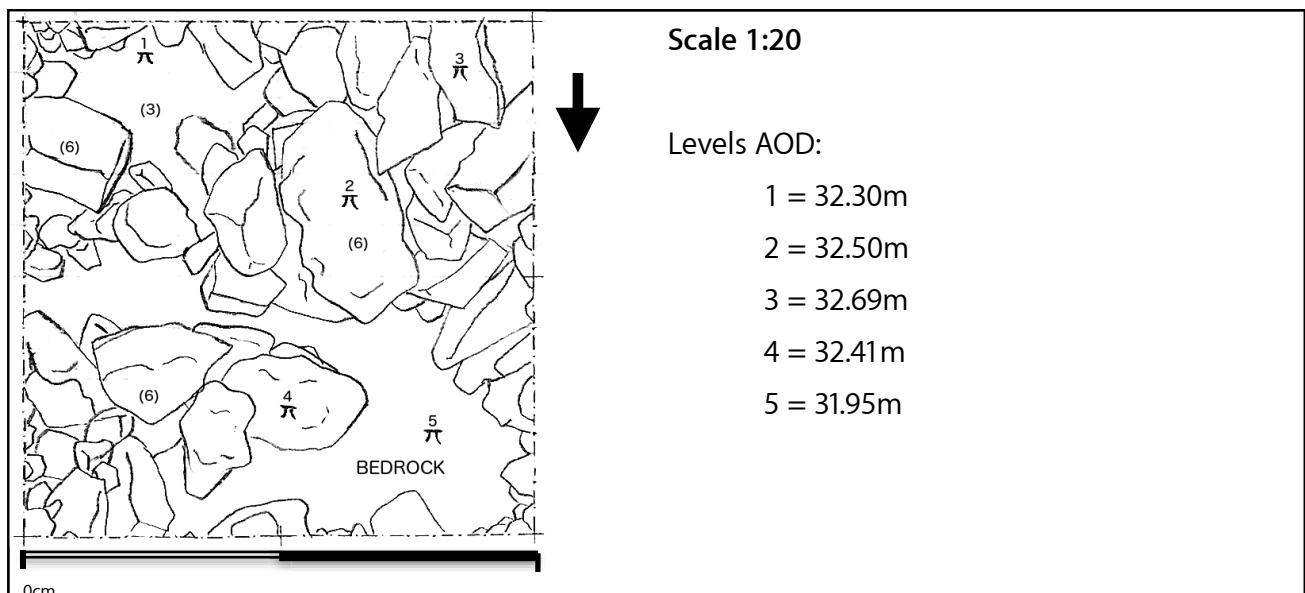 1
3
(3)
(6)
2
(6)
(6)
4
5
BEDROCK
0cm
Scale 1:20
Levels AOD:
1 = 32.30m
2 = 32.50m
3 = 32.69m
4 = 32.41m
5 = 31.95m